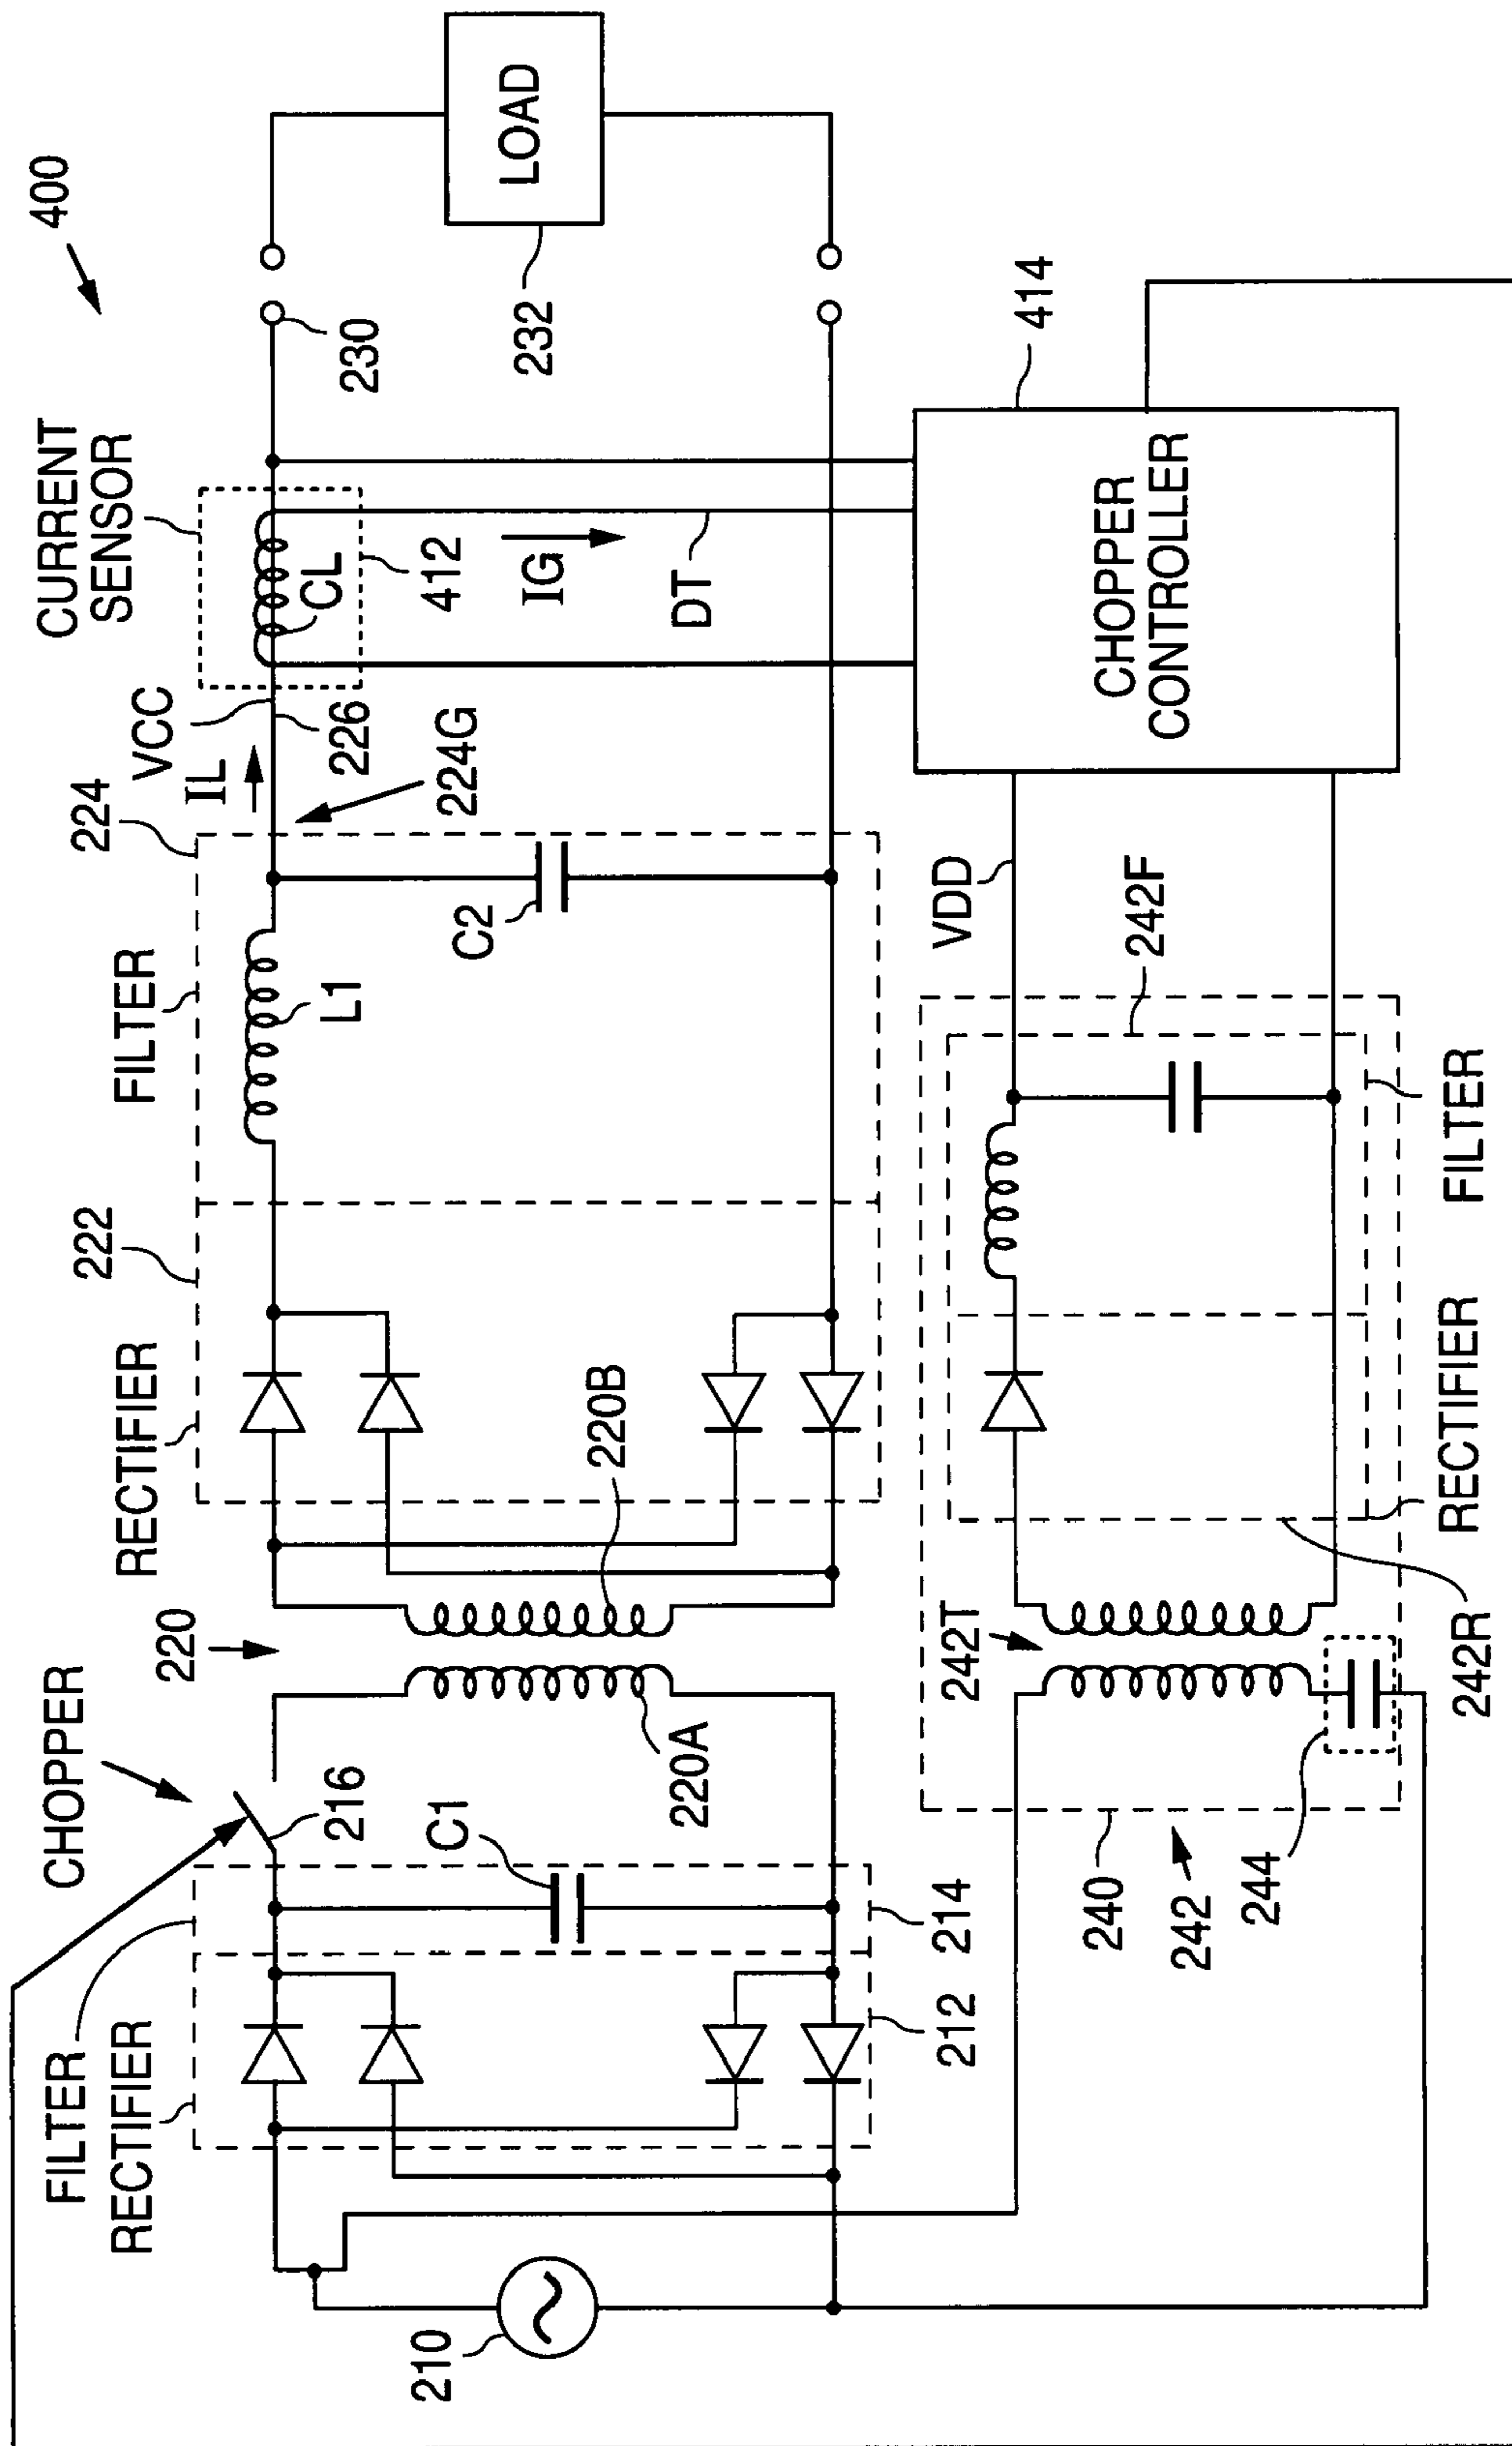 400
CURRENT
SENSOR
224
VCC
IL
226
224G
CL
412
IG
DT
230
232
LOAD
FILTER
L1
C2
222
RECTIFIER
220B
220
220A
CHOPPER
216
C1
214
212
FILTER
RECTIFIER
210
414
CHOPPER
CONTROLLER
VDD
242F
FILTER
RECTIFIER
242R
242T
240
242
244